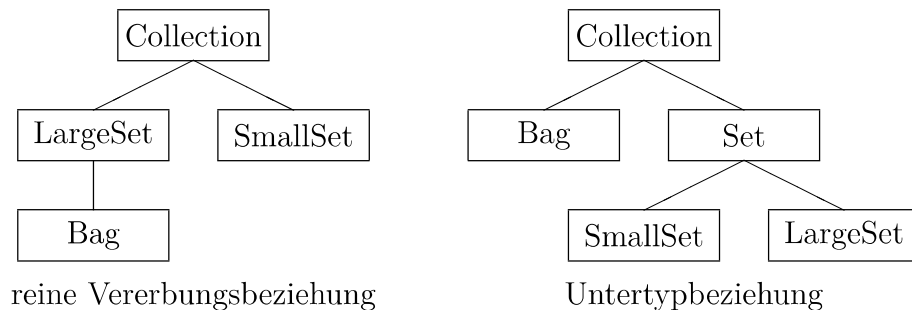 Collection
LargeSet
SmallSet
Bag
reine Vererbungsbeziehung
Collection
Bag
Set
SmallSet
LargeSet
Untertypbeziehung